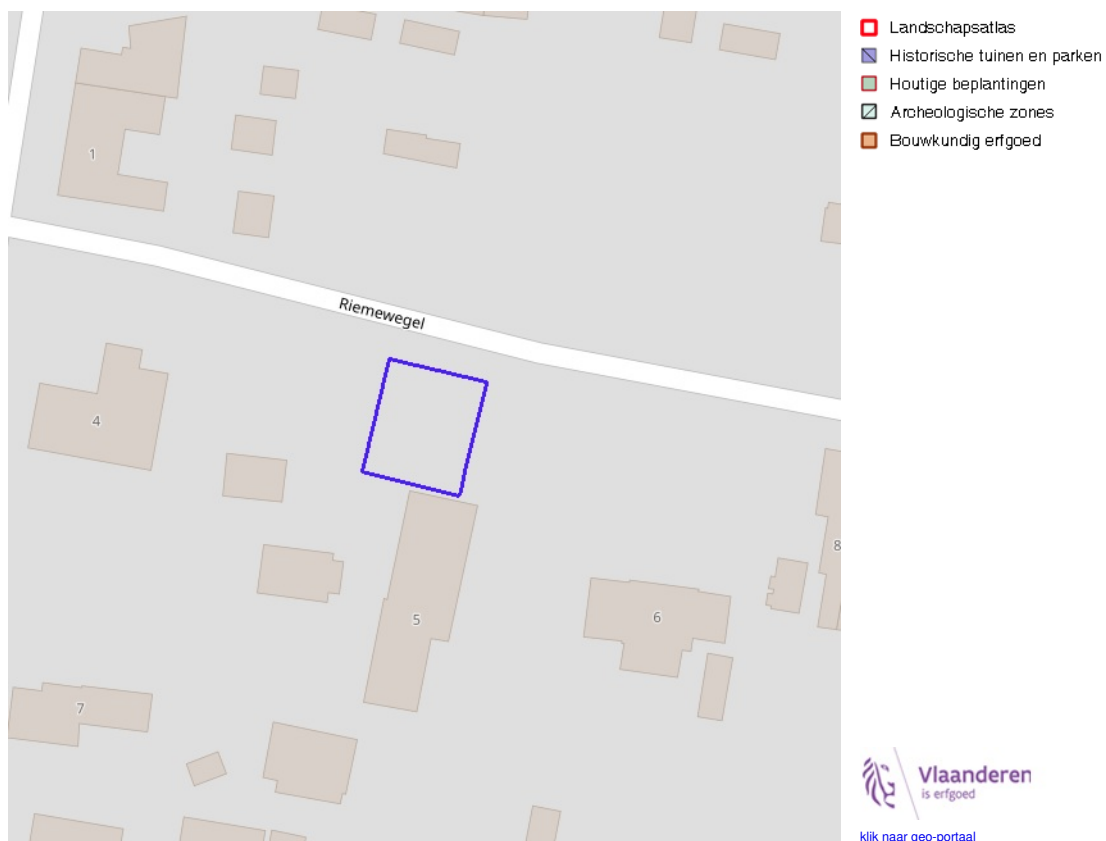 Landschapsatlas
Historische tuinen en parken
Houtige beplantingen
Archeologische zones
Bouwkundig erfgoed
1
Riemewegel
4
5
6
8
7
Vlaanderen
is erfgoed
klik naar geo-portaal